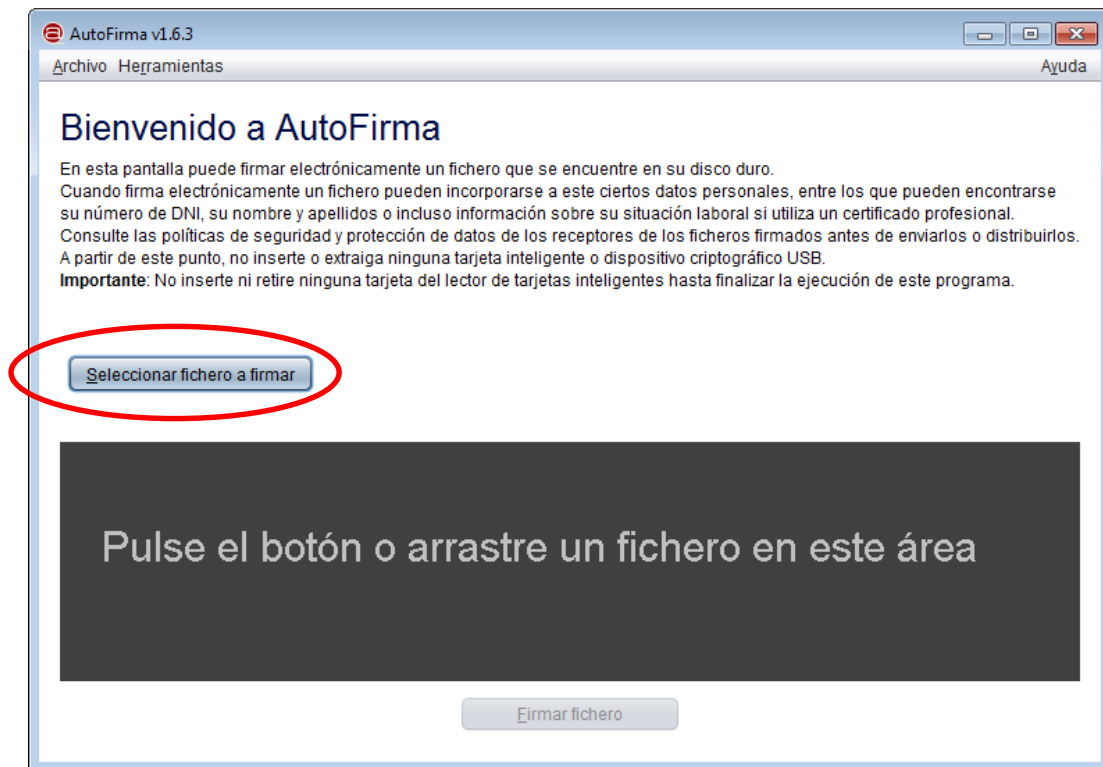 AutoFirma v1.6.3
Archivo Herramientas Ayuda
Bienvenido a AutoFirma
En esta pantalla puede firmar electrónicamente un fichero que se encuentre en su disco duro.
Cuando firma electrónicamente un fichero pueden incorporarse a este ciertos datos personales, entre los que pueden encontrarse
su número de DNI, su nombre y apellidos o incluso información sobre su situación laboral si utiliza un certificado profesional.
Consulte las políticas de seguridad y protección de datos de los receptores de los ficheros firmados antes de enviarlos o distribuirlos.
A partir de este punto, no inserte o extraiga ninguna tarjeta inteligente o dispositivo criptográfico USB.
Importante: No inserte ni retire ninguna tarjeta del lector de tarjetas inteligentes hasta finalizar la ejecución de este programa.
Seleccionar fichero a firmar
Pulse el botón o arrastre un fichero en este área
Firmar fichero